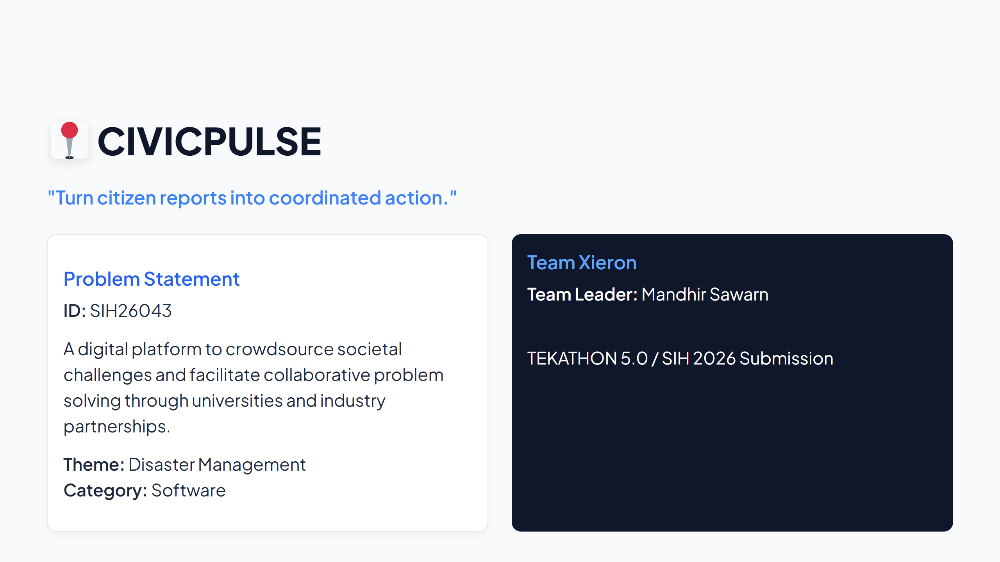 CIVICPULSE
"Turn citizen reports into coordinated action."
Problem Statement
ID: SIH26043
A digital platform to crowdsource societal
challenges and facilitate collaborative problem
solving through universities and industry
partnerships.
Theme: Disaster Management
Category: Software
Team Xieron
Team Leader: Mandhir Sawarn
TEKATHON 5.0 / SIH 2026 Submission